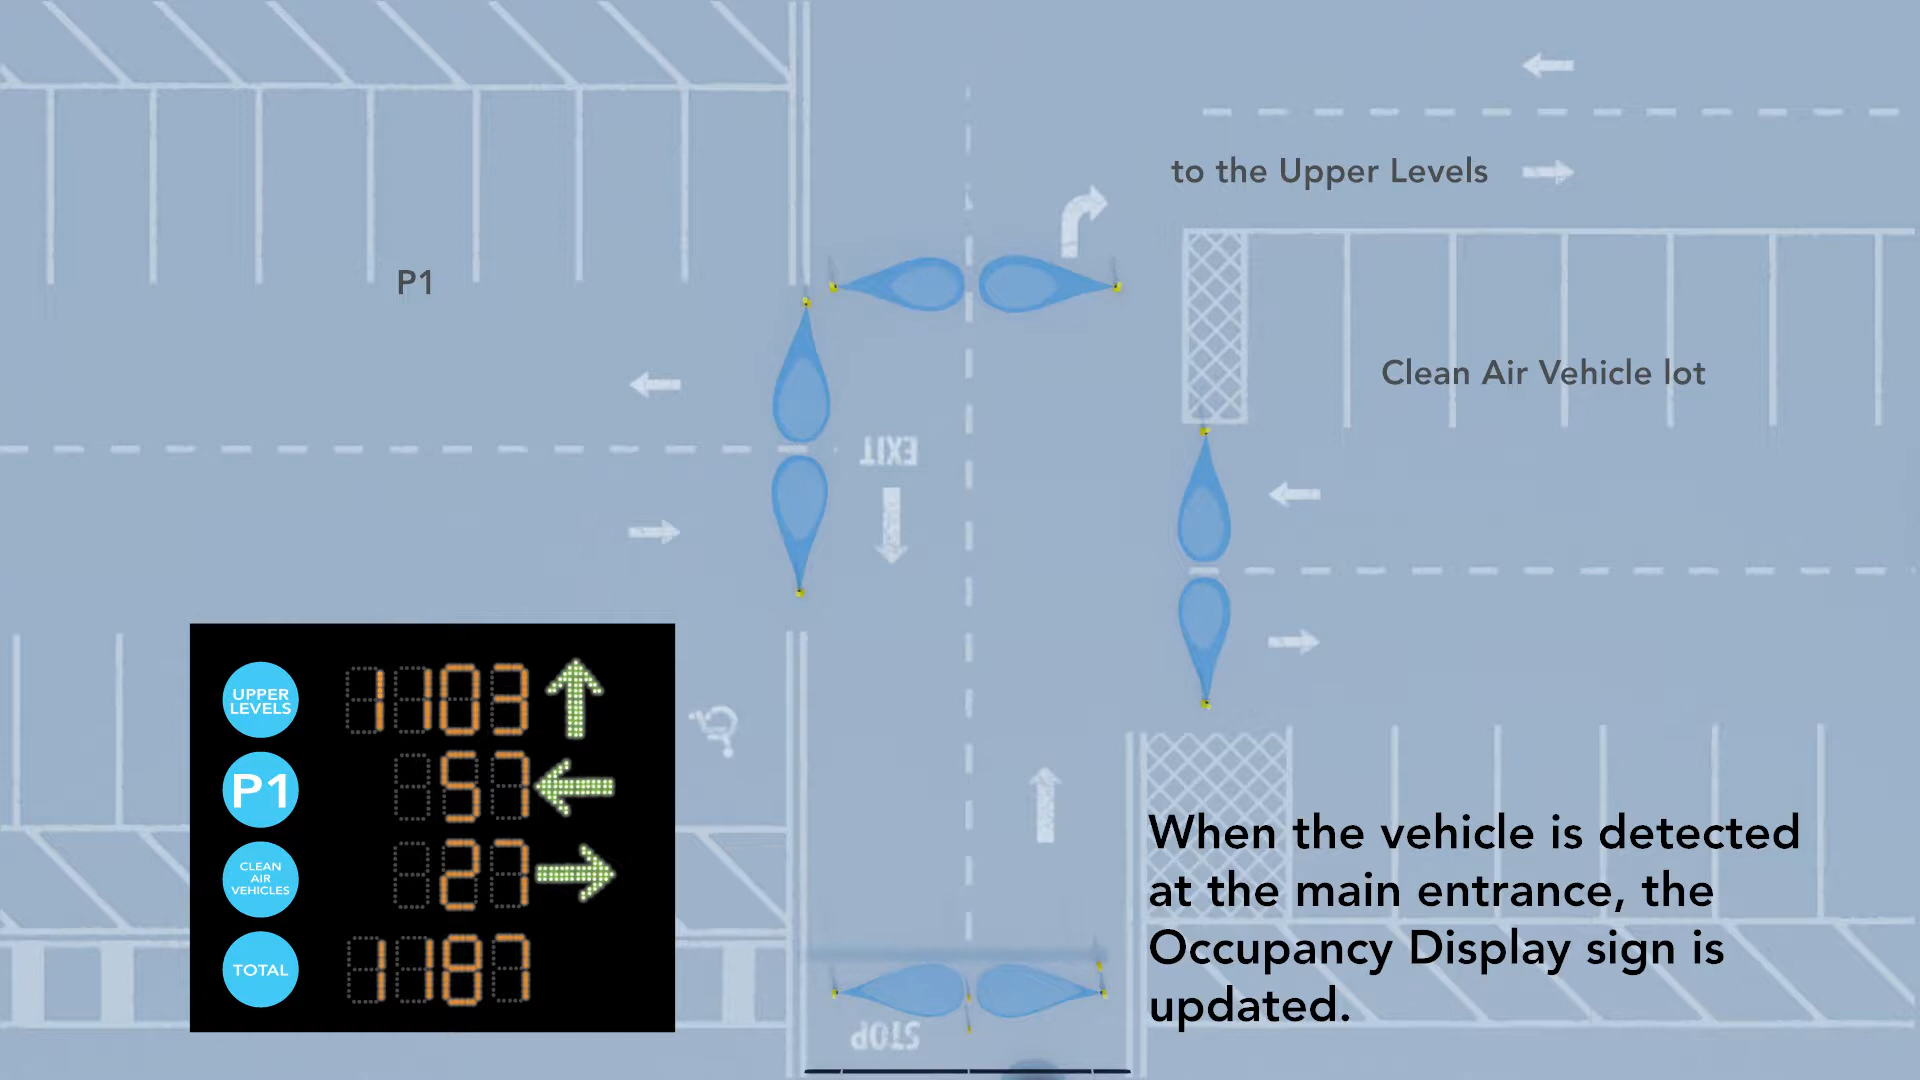 to the Upper Levels
P1
Clean Air Vehicle lot
EXIT
UPPER LEVELS 1103
P1 57
CLEAN AIR VEHICLES 27
TOTAL 1187
When the vehicle is detected
at the main entrance, the
Occupancy Display sign is
updated.
STOP